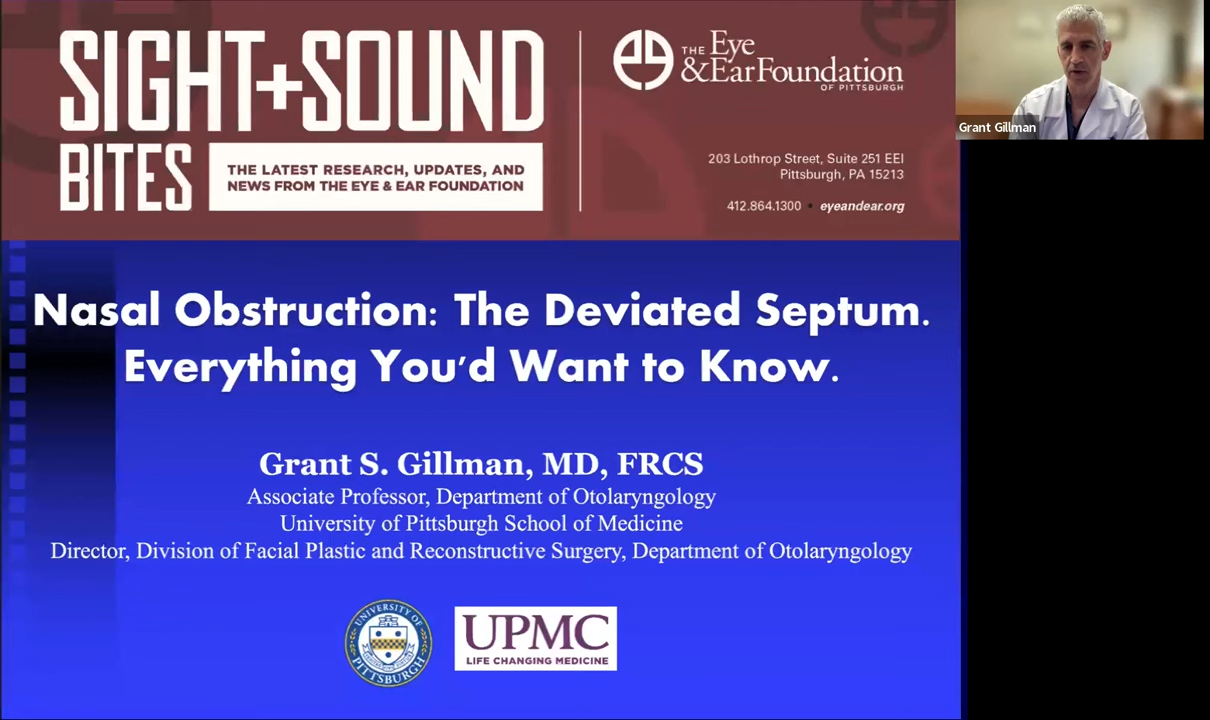 SIGHT+SOUND
BITES
THE LATEST RESEARCH, UPDATES, AND
NEWS FROM THE EYE & EAR FOUNDATION
THE Eye
& Ear Foundation
OF PITTSBURGH
203 Lothrop Street, Suite 251 EEI
Pittsburgh, PA 15213
412.864.1300 • eyeandear.org
Grant Gillman
Nasal Obstruction: The Deviated Septum.
Everything You'd Want to Know.
Grant S. Gillman, MD, FRCS
Associate Professor, Department of Otolaryngology
University of Pittsburgh School of Medicine
Director, Division of Facial Plastic and Reconstructive Surgery, Department of Otolaryngology
UNIVERSITY OF
PITTSBURGH
UPMC
LIFE CHANGING MEDICINE